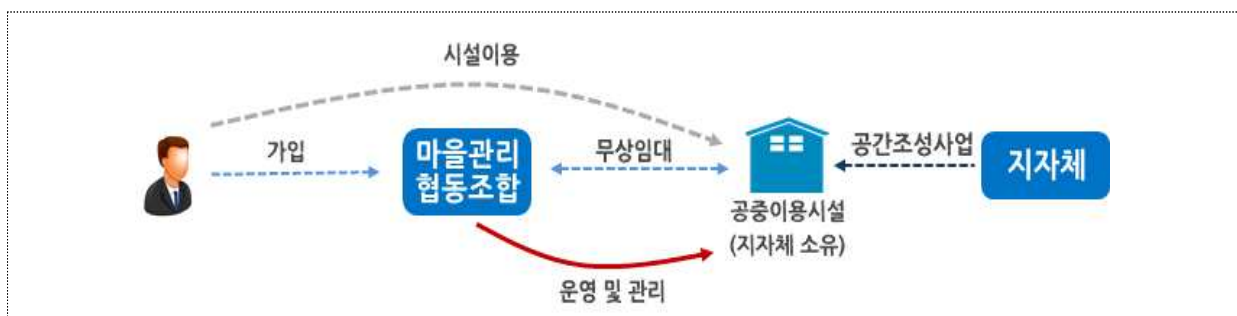 시설이용
가입
마을관리
협동조합
무상임대
공간조성사업
지자체
공중이용시설
(지자체 소유)
운영 및 관리